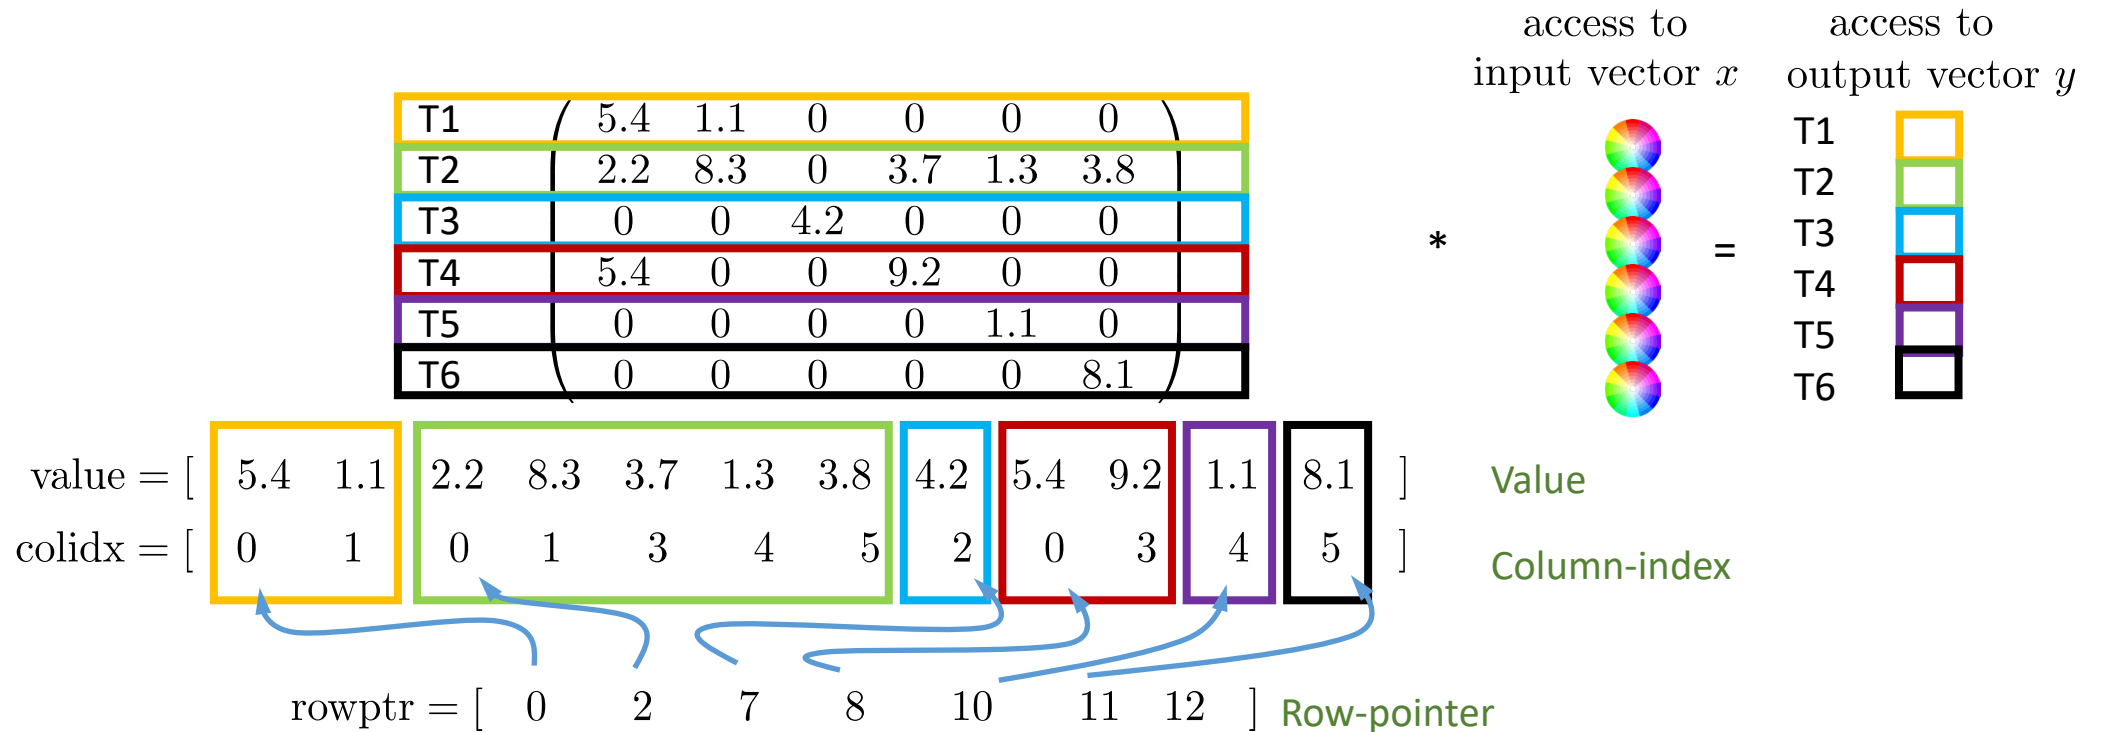 access to access to
input vector x output vector y
T1 5.4 1.1 0 0 0 0 T1
T2 2.2 8.3 0 3.7 1.3 3.8 T2
T3 0 0 4.2 0 0 0 * = T3
T4 5.4 0 0 9.2 0 0 T4
T5 0 0 0 0 1.1 0 T5
T6 0 0 0 0 0 8.1 T6
value = [ 5.4 1.1 2.2 8.3 3.7 1.3 3.8 4.2 5.4 9.2 1.1 8.1 ] Value
colidx = [ 0 1 0 1 3 4 5 2 0 3 4 5 ] Column-index
rowptr = [ 0 2 7 8 10 11 12 ] Row-pointer